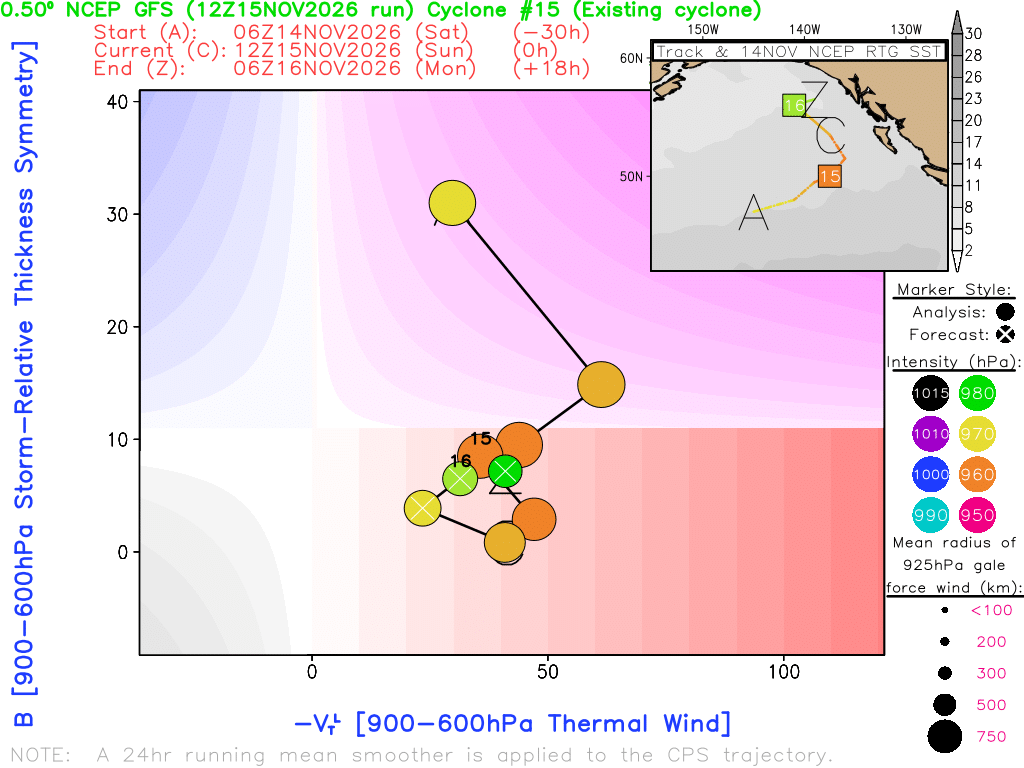 0.50° NCEP GFS (12Z15NOV2026 run) Cyclone #15 (Existing cyclone)
Start (A): 06Z14NOV2026 (Sat) (−30h)
Current (C): 12Z15NOV2026 (Sun) (0h)
End (Z): 06Z16NOV2026 (Mon) (+18h)
150W 140W 130W
Track & 14NOV NCEP RTG SST
60N
50N
Z
16
C
15
A
30
28
26
23
20
17
14
11
8
5
2
B [900−600hPa Storm−Relative Thickness Symmetry]
40
30
20
10
0
15
16
0 50 100
−V_T^L [900−600hPa Thermal Wind]
Marker Style:
Analysis:
Forecast:
Intensity (hPa):
1015 980
1010 970
1000 960
990 950
Mean radius of
925hPa gale
force wind (km):
<100
200
300
500
750
NOTE: A 24hr running mean smoother is applied to the CPS trajectory.